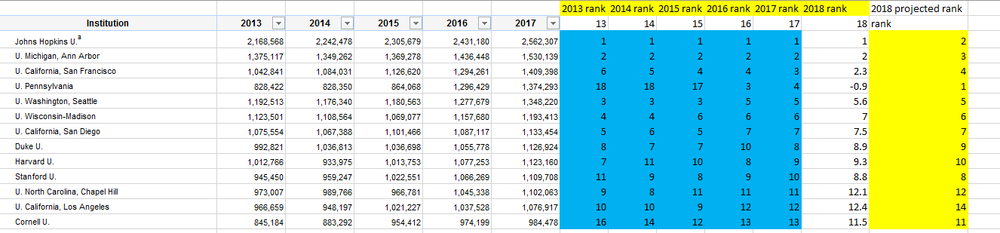 2013 rank 2014 rank 2015 rank 2016 rank 2017 rank 2018 rank 2018 projected rank
Institution 2013 2014 2015 2016 2017 13 14 15 16 17 18 rank
Johns Hopkins U.a 2,168,568 2,242,478 2,305,679 2,431,180 2,562,307 1 1 1 1 1 1 2
U. Michigan, Ann Arbor 1,375,117 1,349,262 1,369,278 1,436,448 1,530,139 2 2 2 2 2 2 3
U. California, San Francisco 1,042,841 1,084,031 1,126,620 1,294,261 1,409,398 6 5 4 4 3 2.3 4
U. Pennsylvania 828,422 828,350 864,068 1,296,429 1,374,293 18 18 17 3 4 -0.9 1
U. Washington, Seattle 1,192,513 1,176,340 1,180,563 1,277,679 1,348,220 3 3 3 5 5 5.6 5
U. Wisconsin-Madison 1,123,501 1,108,564 1,069,077 1,157,680 1,193,413 4 4 6 6 6 7 6
U. California, San Diego 1,075,554 1,067,388 1,101,466 1,087,117 1,133,454 5 6 5 7 7 7.5 7
Duke U. 992,821 1,036,813 1,036,698 1,055,778 1,126,924 8 7 7 10 8 8.9 9
Harvard U. 1,012,766 933,975 1,013,753 1,077,253 1,123,160 7 11 10 8 9 9.3 10
Stanford U. 945,450 959,247 1,022,551 1,066,269 1,109,708 11 9 8 9 10 8.8 8
U. North Carolina, Chapel Hill 973,007 989,766 966,781 1,045,338 1,102,063 9 8 11 11 11 12.1 12
U. California, Los Angeles 966,659 948,197 1,021,227 1,037,528 1,076,917 10 10 9 12 12 12.4 14
Cornell U. 845,184 883,292 954,412 974,199 984,478 16 14 12 13 13 11.5 11